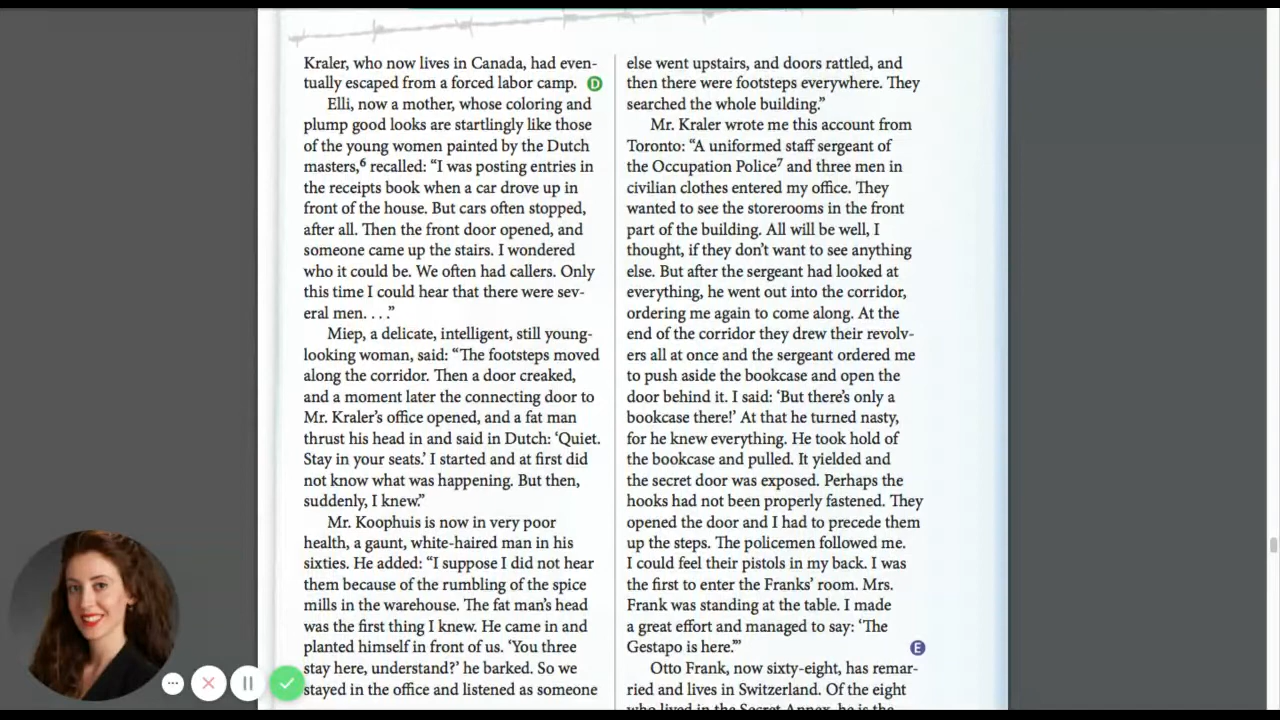 Kraler, who now lives in Canada, had even-
tually escaped from a forced labor camp. D
Elli, now a mother, whose coloring and
plump good looks are startlingly like those
of the young women painted by the Dutch
masters,6 recalled: “I was posting entries in
the receipts book when a car drove up in
front of the house. But cars often stopped,
after all. Then the front door opened, and
someone came up the stairs. I wondered
who it could be. We often had callers. Only
this time I could hear that there were sev-
eral men. . . .”
Miep, a delicate, intelligent, still young-
looking woman, said: “The footsteps moved
along the corridor. Then a door creaked,
and a moment later the connecting door to
Mr. Kraler’s office opened, and a fat man
thrust his head in and said in Dutch: ‘Quiet.
Stay in your seats.’ I started and at first did
not know what was happening. But then,
suddenly, I knew.”
Mr. Koophuis is now in very poor
health, a gaunt, white-haired man in his
sixties. He added: “I suppose I did not hear
them because of the rumbling of the spice
mills in the warehouse. The fat man’s head
was the first thing I knew. He came in and
planted himself in front of us. ‘You three
stay here, understand?’ he barked. So we
stayed in the office and listened as someone
else went upstairs, and doors rattled, and
then there were footsteps everywhere. They
searched the whole building.”
Mr. Kraler wrote me this account from
Toronto: “A uniformed staff sergeant of
the Occupation Police7 and three men in
civilian clothes entered my office. They
wanted to see the storerooms in the front
part of the building. All will be well, I
thought, if they don’t want to see anything
else. But after the sergeant had looked at
everything, he went out into the corridor,
ordering me again to come along. At the
end of the corridor they drew their revolv-
ers all at once and the sergeant ordered me
to push aside the bookcase and open the
door behind it. I said: ‘But there’s only a
bookcase there!’ At that he turned nasty,
for he knew everything. He took hold of
the bookcase and pulled. It yielded and
the secret door was exposed. Perhaps the
hooks had not been properly fastened. They
opened the door and I had to precede them
up the steps. The policemen followed me.
I could feel their pistols in my back. I was
the first to enter the Franks’ room. Mrs.
Frank was standing at the table. I made
a great effort and managed to say: ‘The
Gestapo is here.’” E
Otto Frank, now sixty-eight, has remar-
ried and lives in Switzerland. Of the eight
who lived in the Secret Annex, he is the